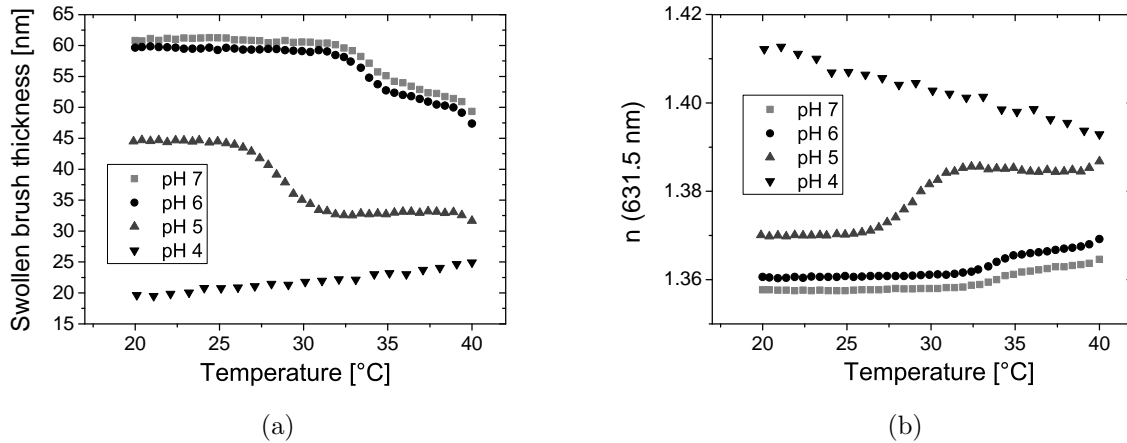 Swollen brush thickness [nm]
65
60
55
50
45
40
35
30
25
20
15
pH 7
pH 6
pH 5
pH 4
20 25 30 35 40
Temperature [°C]
(a)
n (631.5 nm)
1.42
1.40
1.38
1.36
pH 7
pH 6
pH 5
pH 4
20 25 30 35 40
Temperature [°C]
(b)